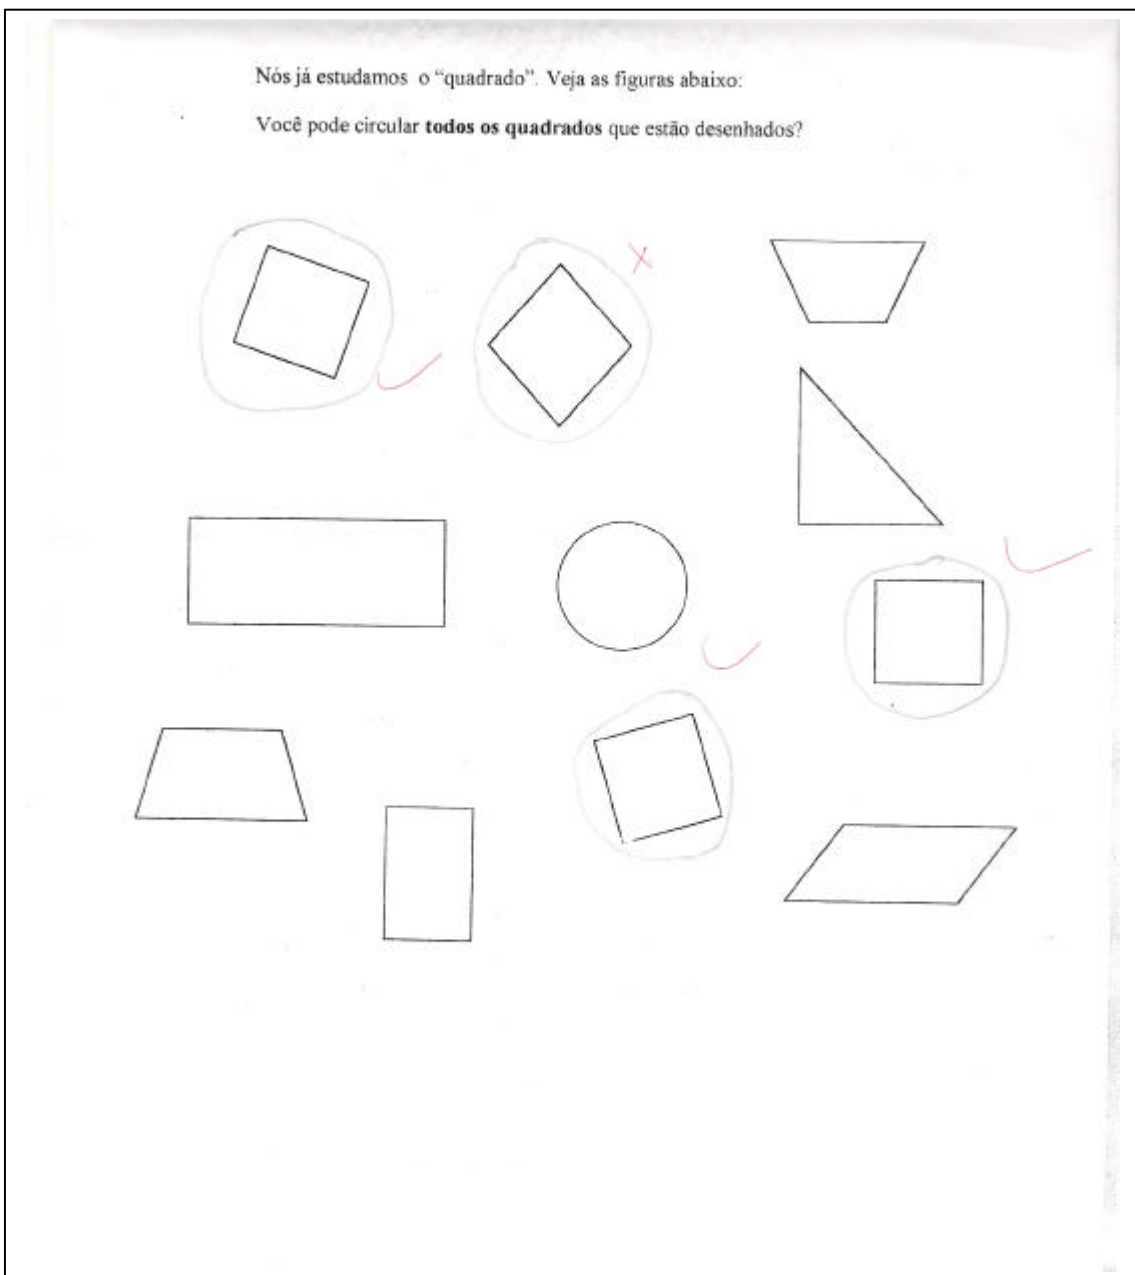 Nós já estudamos o “quadrado”. Veja as figuras abaixo:
Você pode circular todos os quadrados que estão desenhados?